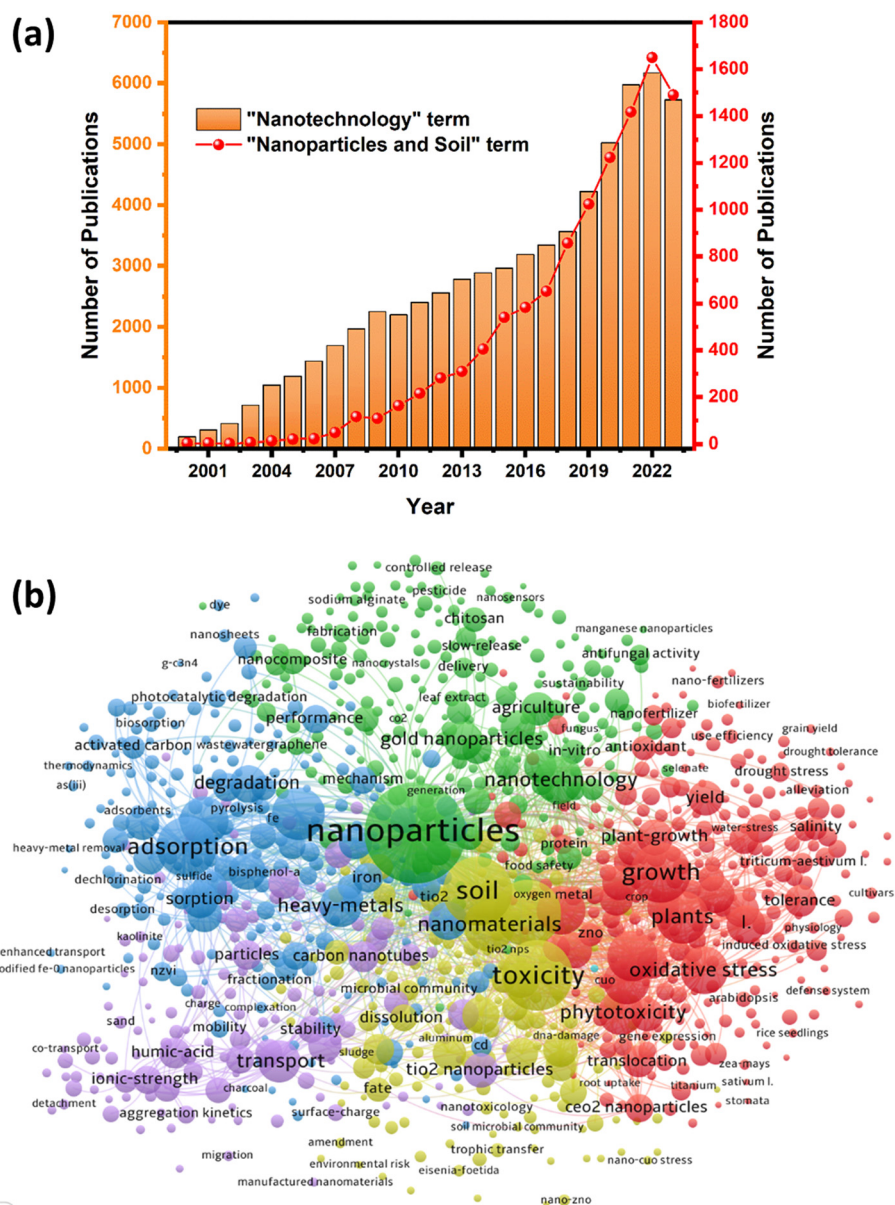 (a)
7000
6000
5000
4000
3000
2000
1000
0
Number of Publications
"Nanotechnology" term
"Nanoparticles and Soil" term
1800
1600
1400
1200
1000
800
600
400
200
0
Number of Publications
2001 2004 2007 2010 2013 2016 2019 2022
Year
(b)
controlled release
pesticide
nanosensors
sodium alginate
dye
chitosan
fabrication
nanosheets
manganese nanoparticles
slow-release
antifungal activity
g-c3n4
nanocomposite
nanocrystals
delivery
nano-fertilizers
sustainability
photocatalytic degradation
leaf extract
biofertilizer
agriculture
performance
co2
nanofertilizer
biosorption
fungus
use efficiency
grain yield
activated carbon
wastewater
graphene
gold nanoparticles
in-vitro
antioxidant
drought tolerance
thermodynamics
selenate
drought stress
as(iii)
degradation
mechanism
nanotechnology
alleviation
generation
yield
adsorbents
pyrolysis
field
fe
nanoparticles
plant-growth
water-stress
salinity
heavy-metal removal
adsorption
protein
food safety
triticum-aestivum l.
dechlorination
sulfide
bisphenol-a
iron
growth
soil
tio2
oxygen
metal
crop
cultivars
desorption
sorption
heavy-metals
tolerance
plants
l.
nanomaterials
physiology
kaolinite
zno
enhanced transport
particles
carbon nanotubes
tio2 nps
induced oxidative stress
odified fe-0 nanoparticles
nzvi
fractionation
toxicity
cuo
oxidative stress
microbial community
defense system
arabidopsis
charge
complexation
sand
mobility
stability
dissolution
phytotoxicity
rice seedlings
aluminum
dna-damage
gene expression
co-transport
humic-acid
cd
sludge
transport
translocation
zea-mays
tio2 nanoparticles
ionic-strength
charcoal
fate
root uptake
titanium
sativum l.
detachment
stomata
aggregation kinetics
surface-charge
nanotoxicology
ceo2 nanoparticles
soil microbial community
amendment
migration
trophic transfer
environmental risk
eisenia-foetida
nano-cuo stress
manufactured nanomaterials
nano-zno